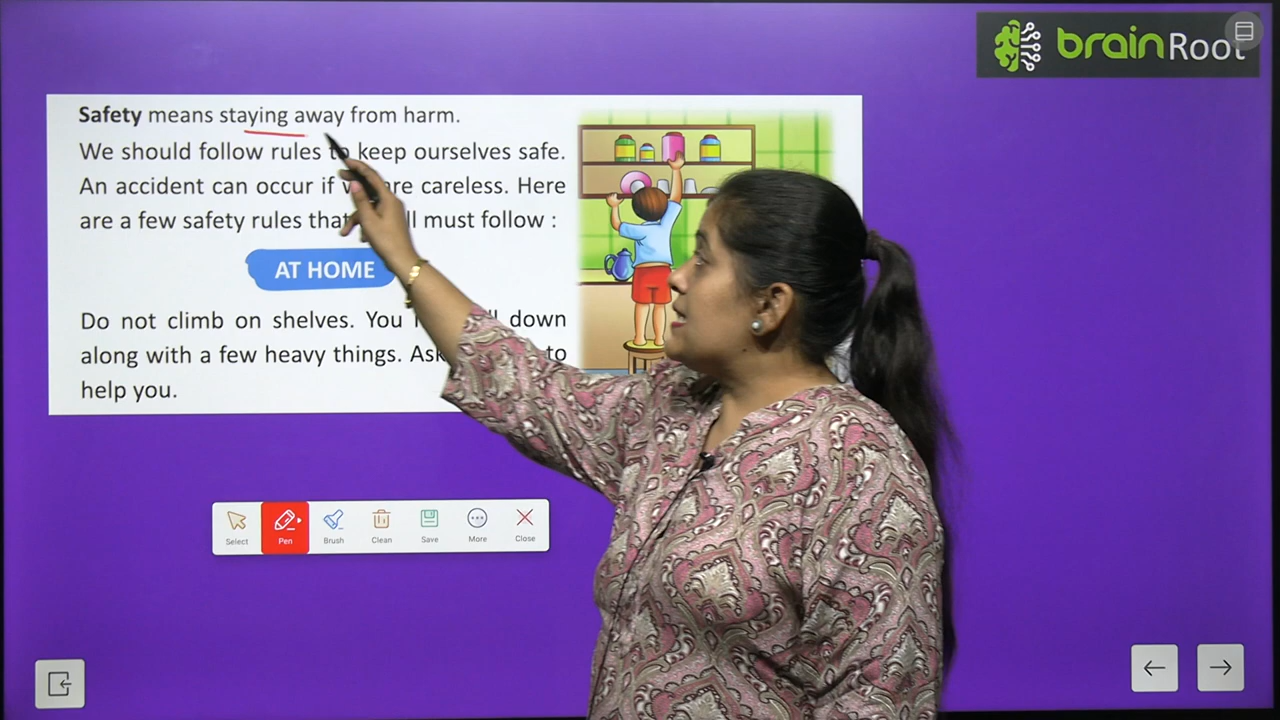 brainRoot
Safety means staying away from harm.
We should follow rules to keep ourselves safe.
An accident can occur if are careless. Here
are a few safety rules that must follow :
AT HOME
Do not climb on shelves. You down
along with a few heavy things. Ask to
help you.
Select Pen Brush Clean Save More Close